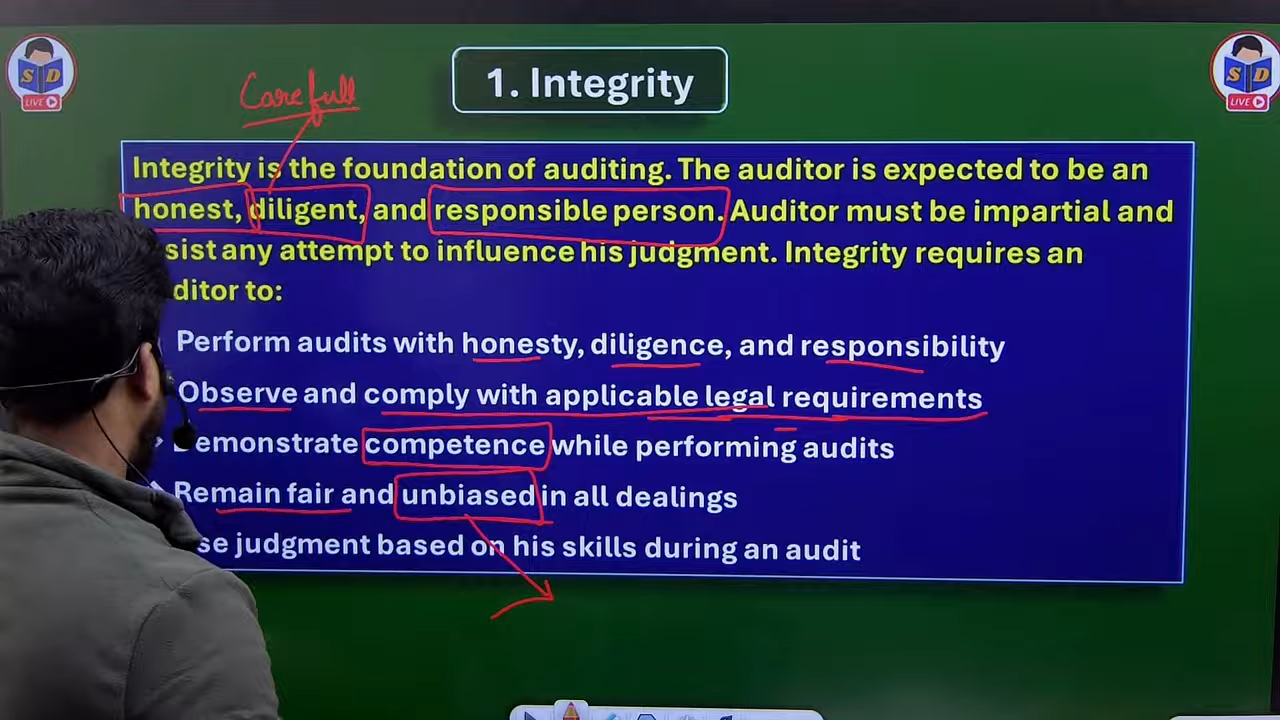 S D
LIVE
1. Integrity
S D
LIVE
Carefull
Integrity is the foundation of auditing. The auditor is expected to be an
honest, diligent, and responsible person. Auditor must be impartial and
sist any attempt to influence his judgment. Integrity requires an
ditor to:
Perform audits with honesty, diligence, and responsibility
Observe and comply with applicable legal requirements
Demonstrate competence while performing audits
Remain fair and unbiased in all dealings
se judgment based on his skills during an audit